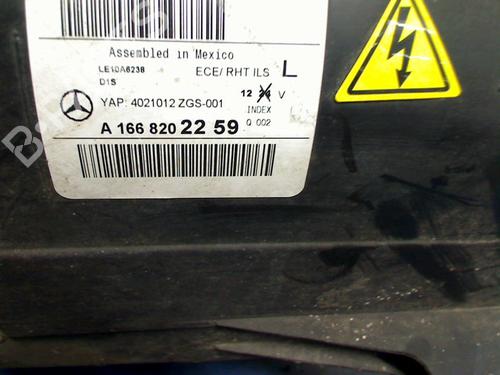 Assembled in Mexico
LE10A6238 ECE/ RHT ILS L
D1S
12 24 V
YAP: 4021012 ZGS-001 INDEX
A 166 820 22 59 Q 002